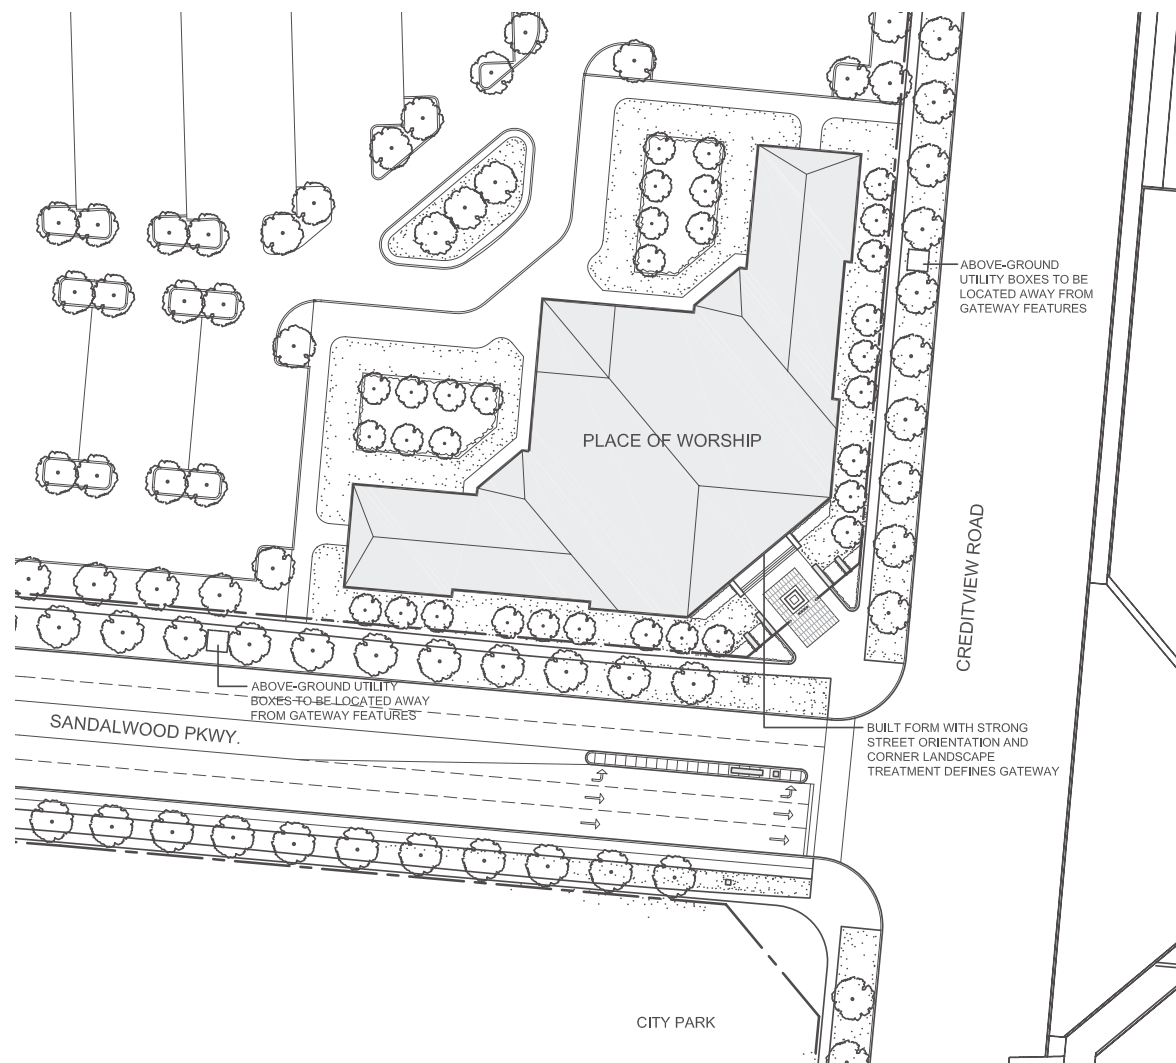 ABOVE-GROUND
UTILITY BOXES TO BE
LOCATED AWAY FROM
GATEWAY FEATURES
PLACE OF WORSHIP
CREDITVIEW ROAD
ABOVE-GROUND UTILITY
BOXES TO BE LOCATED AWAY
FROM GATEWAY FEATURES
SANDALWOOD PKWY.
BUILT FORM WITH STRONG
STREET ORIENTATION AND
CORNER LANDSCAPE
TREATMENT DEFINES GATEWAY
CITY PARK